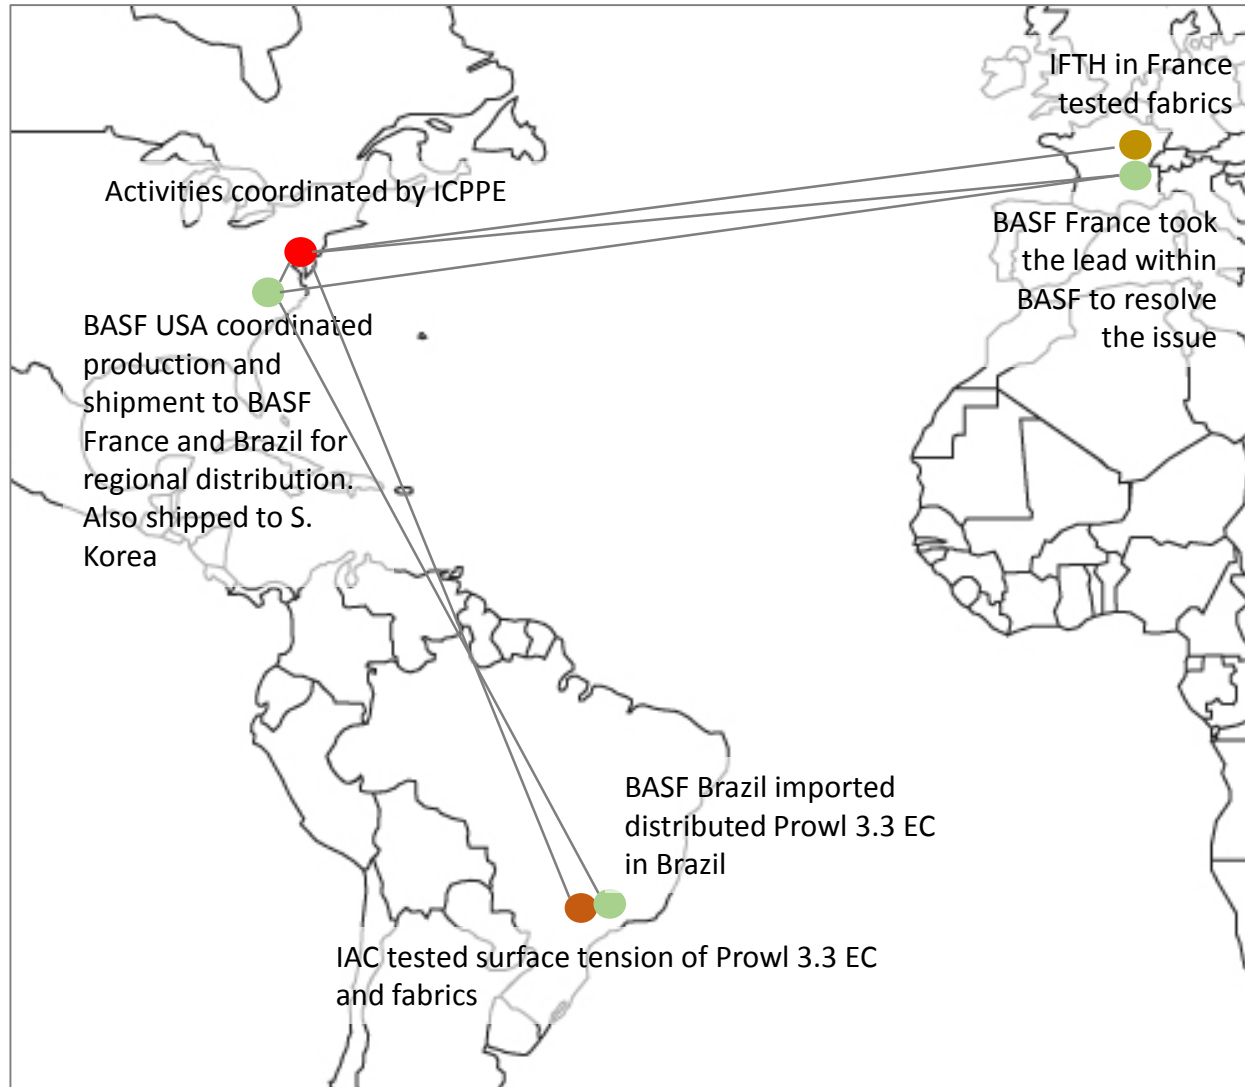 IFTH in France
tested fabrics
Activities coordinated by ICPPE
BASF France took
the lead within
BASF to resolve
the issue
BASF USA coordinated
production and
shipment to BASF
France and Brazil for
regional distribution.
Also shipped to S.
Korea
BASF Brazil imported
distributed Prowl 3.3 EC
in Brazil
IAC tested surface tension of Prowl 3.3 EC
and fabrics